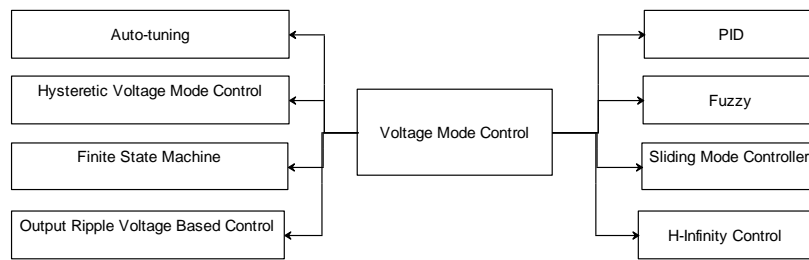 Auto-tuning
Hysteretic Voltage Mode Control
Finite State Machine
Output Ripple Voltage Based Control
Voltage Mode Control
PID
Fuzzy
Sliding Mode Controller
H-Infinity Control